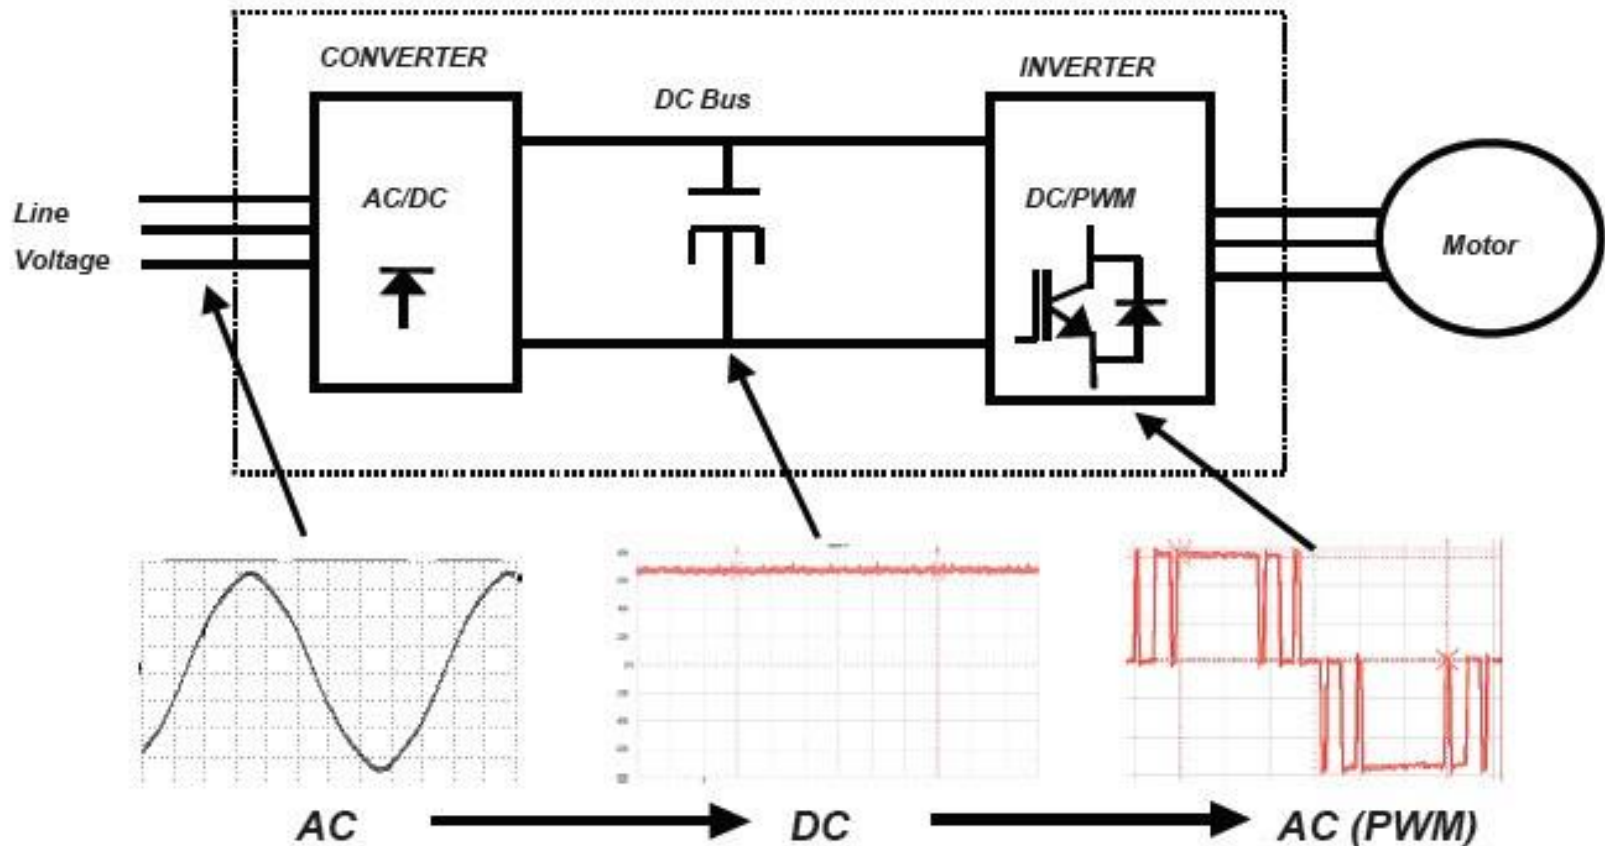 CONVERTER
INVERTER
DC Bus
Line
Voltage
AC/DC
DC/PWM
Motor
AC
DC
AC (PWM)